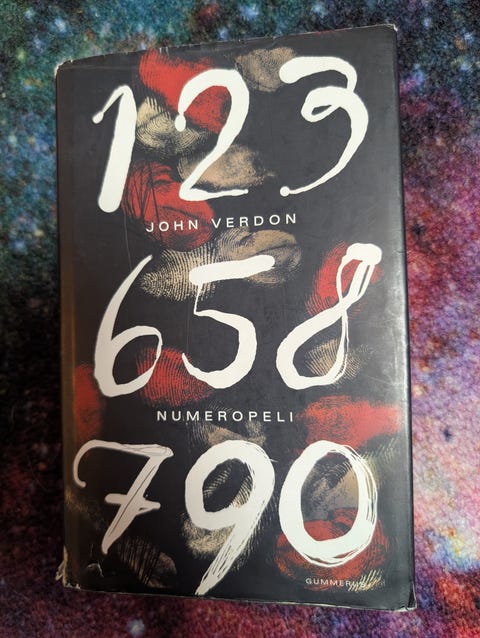 123
JOHN VERDON
658
NUMEROPELI
790
GUMMERUS